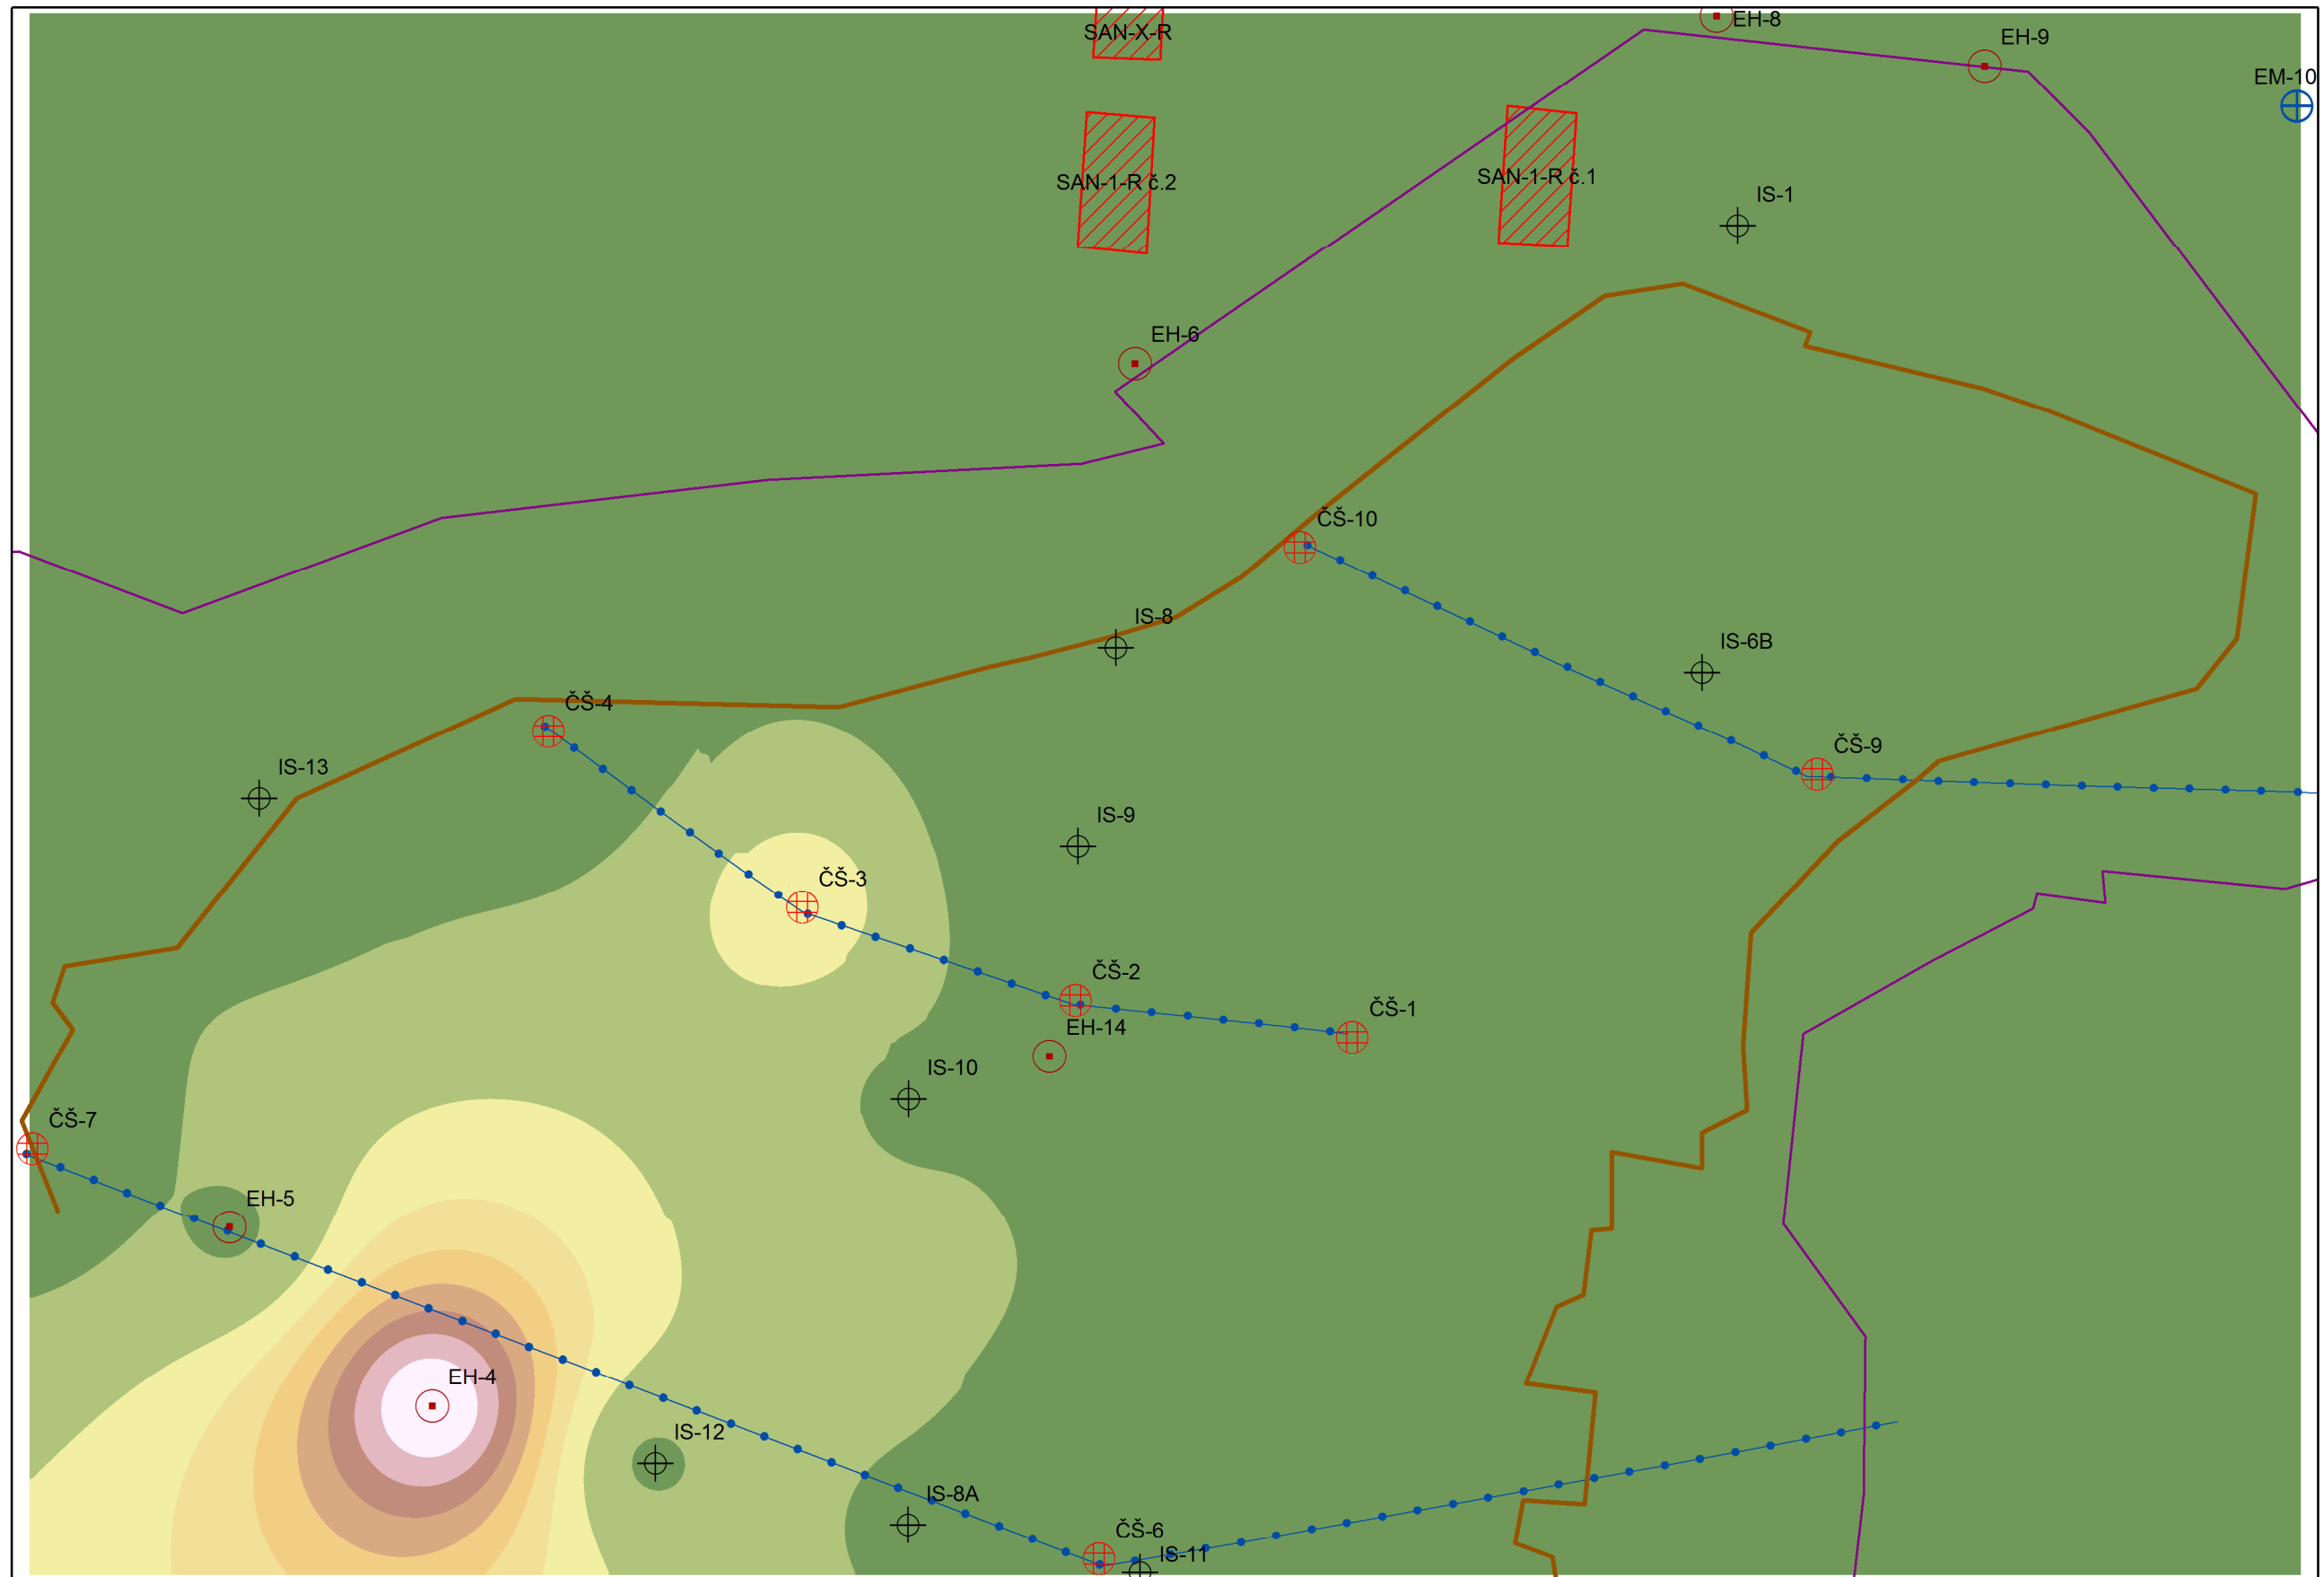 EH-8
SAN-X-R
EH-9
EM-10
SAN-1-R č.2
SAN-1-R č.1
IS-1
EH-6
ČŠ-10
IS-8
IS-6B
ČŠ-4
ČŠ-9
IS-13
IS-9
ČŠ-3
ČŠ-2
ČŠ-1
EH-14
IS-10
ČŠ-7
EH-5
EH-4
IS-12
IS-8A
ČŠ-6
IS-11